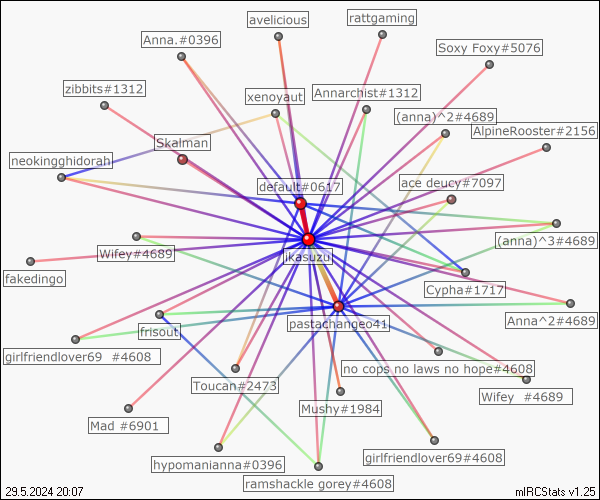 avelicious
rattgaming
Anna.#0396
Soxy Foxy#5076
zibbits#1312
xenoyaut
Annarchist#1312
(anna)^2#4689
AlpineRooster#2156
Skalman
neokingghidorah
default#0617
ace deucy#7097
Wifey#4689
ikasuzu
(anna)^3#4689
fakedingo
Cypha#1717
frisout
pastachangeo41
Anna^2#4689
girlfriendlover69 #4608
no cops no laws no hope#4608
Toucan#2473
Wifey #4689
Mad #6901
Mushy#1984
hypomanianna#0396
girlfriendlover69#4608
ramshackle gorey#4608
29.5.2024 20:07
mIRCStats v1.25